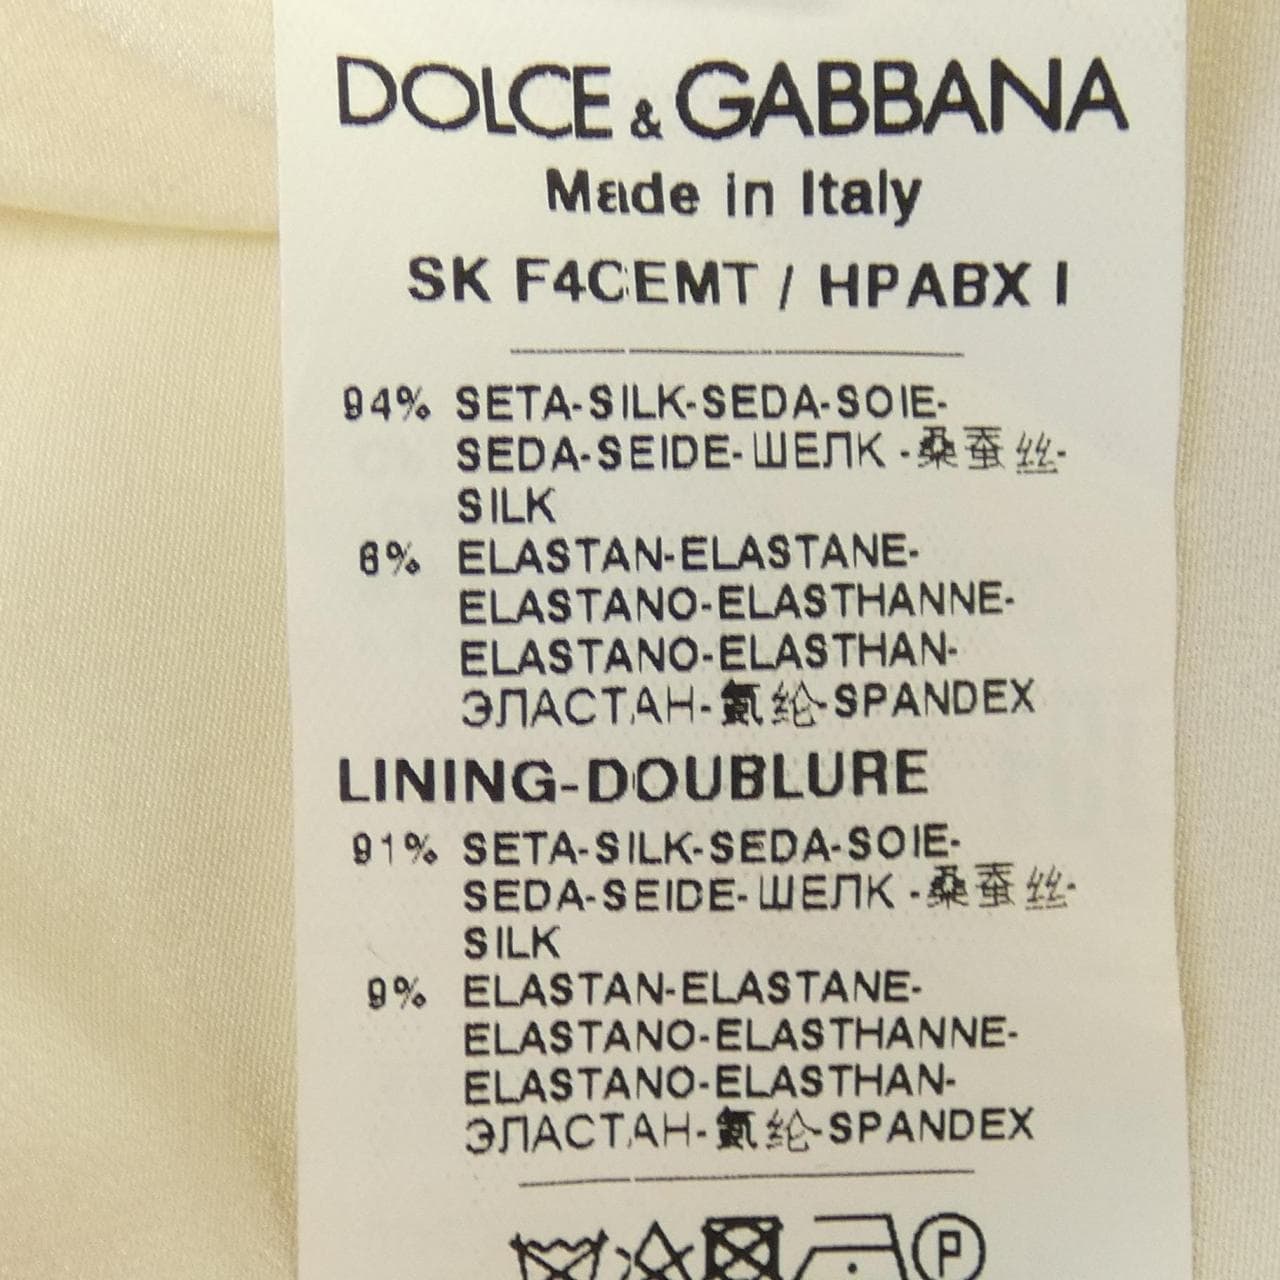 DOLCE & GABBANA
Made in Italy
SK F4CEMT / HPABX I
94% SETA-SILK-SEDA-SOIE-
SEDA-SEIDE-ШЕЛК -桑蚕丝-
SILK
6% ELASTAN-ELASTANE-
ELASTANO-ELASTHANNE-
ELASTANO-ELASTHAN-
ЭЛАСТАН-氨纶-SPANDEX
LINING-DOUBLURE
91% SETA-SILK-SEDA-SOIE-
SEDA-SEIDE-ШЕЛК -桑蚕丝-
SILK
9% ELASTAN-ELASTANE-
ELASTANO-ELASTHANNE-
ELASTANO-ELASTHAN-
ЭЛАСТАН-氨纶-SPANDEX
P